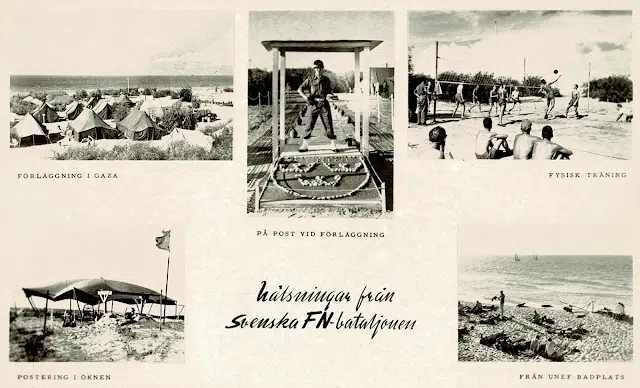 FÖRLÄGGNING I GAZA
PÅ POST VID FÖRLÄGGNING
FYSISK TRÄNING
POSTERING I ÖKNEN
Hälsningar från
Svenska FN-bataljonen
FRÅN UNEF BADPLATS